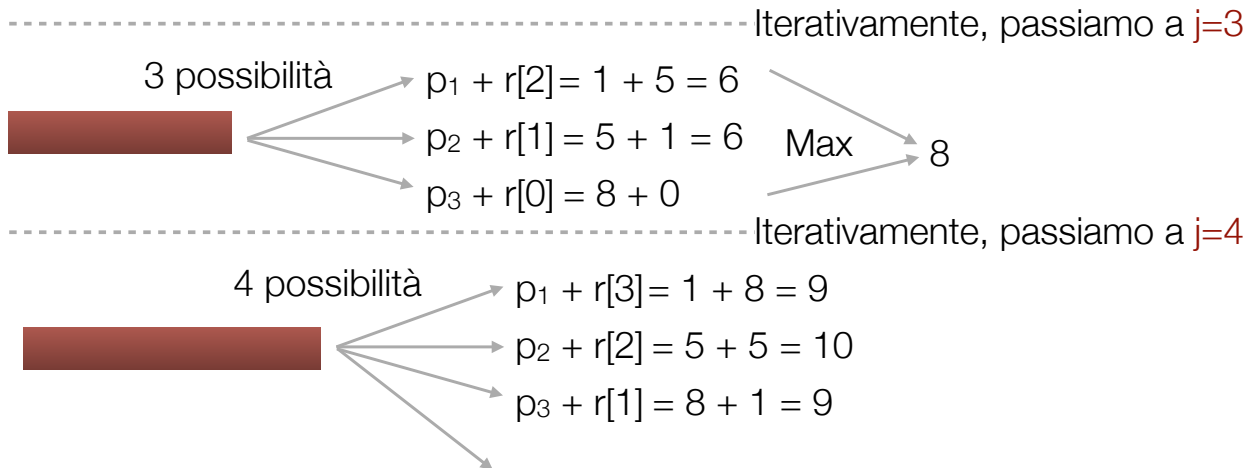 Iterativamente, passiamo a j=3
3 possibilità
p₁ + r[2] = 1 + 5 = 6
p₂ + r[1] = 5 + 1 = 6
Max
8
p₃ + r[0] = 8 + 0
Iterativamente, passiamo a j=4
4 possibilità
p₁ + r[3] = 1 + 8 = 9
p₂ + r[2] = 5 + 5 = 10
p₃ + r[1] = 8 + 1 = 9